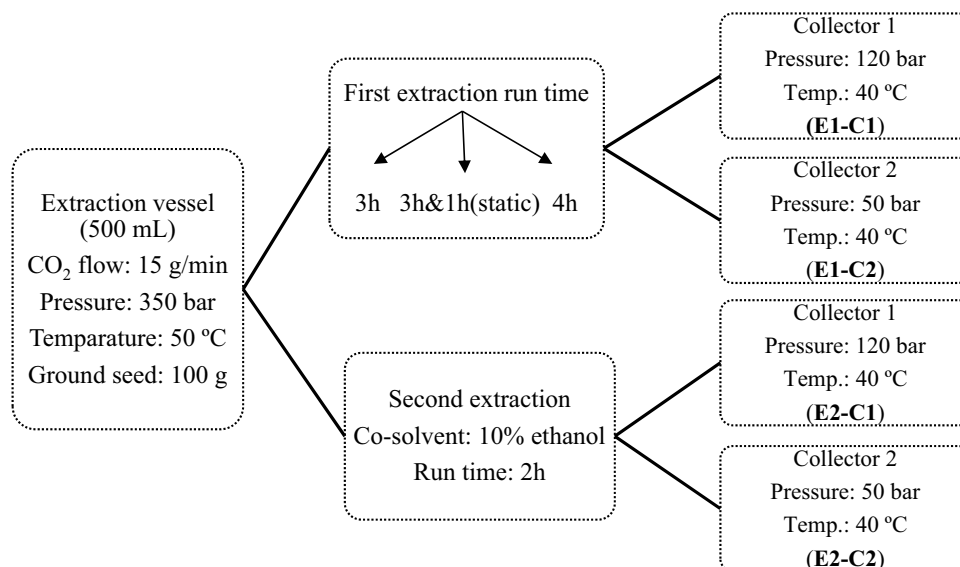 Extraction vessel
(500 mL)
CO₂ flow: 15 g/min
Pressure: 350 bar
Temparature: 50 ºC
Ground seed: 100 g
First extraction run time
3h 3h&1h(static) 4h
Second extraction
Co-solvent: 10% ethanol
Run time: 2h
Collector 1
Pressure: 120 bar
Temp.: 40 ºC
(E1-C1)
Collector 2
Pressure: 50 bar
Temp.: 40 ºC
(E1-C2)
Collector 1
Pressure: 120 bar
Temp.: 40 ºC
(E2-C1)
Collector 2
Pressure: 50 bar
Temp.: 40 ºC
(E2-C2)